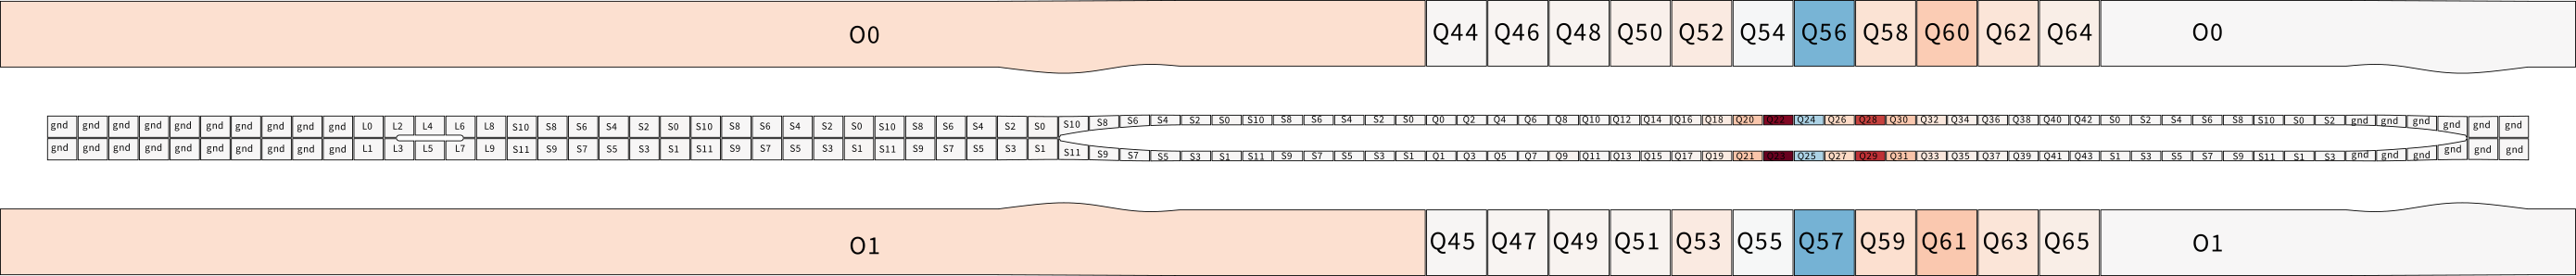 O0 Q44 Q46 Q48 Q50 Q52 Q54 Q56 Q58 Q60 Q62 Q64 O0
gnd gnd gnd gnd gnd gnd gnd gnd gnd gnd L0 L2 L4 L6 L8 S10 S8 S6 S4 S2 S0 S10 S8 S6 S4 S2 S0 S10 S8 S6 S4 S2 S0 S10 S8 S6 S4 S2 S0 S10 S8 S6 S4 S2 S0 Q0 Q2 Q4 Q6 Q8 Q10 Q12 Q14 Q16 Q18 Q20 Q22 Q24 Q26 Q28 Q30 Q32 Q34 Q36 Q38 Q40 Q42 S0 S2 S4 S6 S8 S10 S0 S2 gnd gnd gnd gnd gnd gnd
gnd gnd gnd gnd gnd gnd gnd gnd gnd gnd L1 L3 L5 L7 L9 S11 S9 S7 S5 S3 S1 S11 S9 S7 S5 S3 S1 S11 S9 S7 S5 S3 S1 S11 S9 S7 S5 S3 S1 S11 S9 S7 S5 S3 S1 Q1 Q3 Q5 Q7 Q9 Q11 Q13 Q15 Q17 Q19 Q21 Q23 Q25 Q27 Q29 Q31 Q33 Q35 Q37 Q39 Q41 Q43 S1 S3 S5 S7 S9 S11 S1 S3 gnd gnd gnd gnd gnd gnd
O1 Q45 Q47 Q49 Q51 Q53 Q55 Q57 Q59 Q61 Q63 Q65 O1